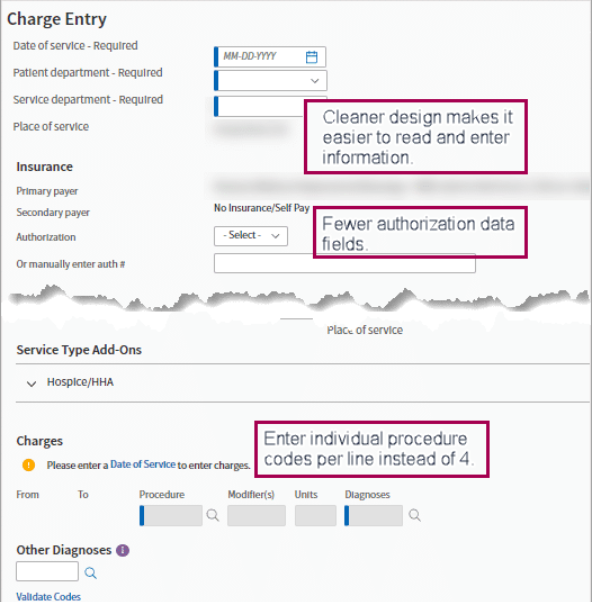 Charge Entry
Date of service - Required
MM-DD-YYYY
Patient department - Required
Service department - Required
Place of service
Cleaner design makes it
easier to read and enter
information.
Insurance
Primary payer
Secondary payer
No Insurance/Self Pay
Authorization
- Select -
Fewer authorization data
fields.
Or manually enter auth #
Place of service
Service Type Add-Ons
Hospice/HHA
Charges
Enter individual procedure
codes per line instead of 4.
Please enter a Date of Service to enter charges.
From To Procedure Modifier(s) Units Diagnoses
Other Diagnoses
Validate Codes